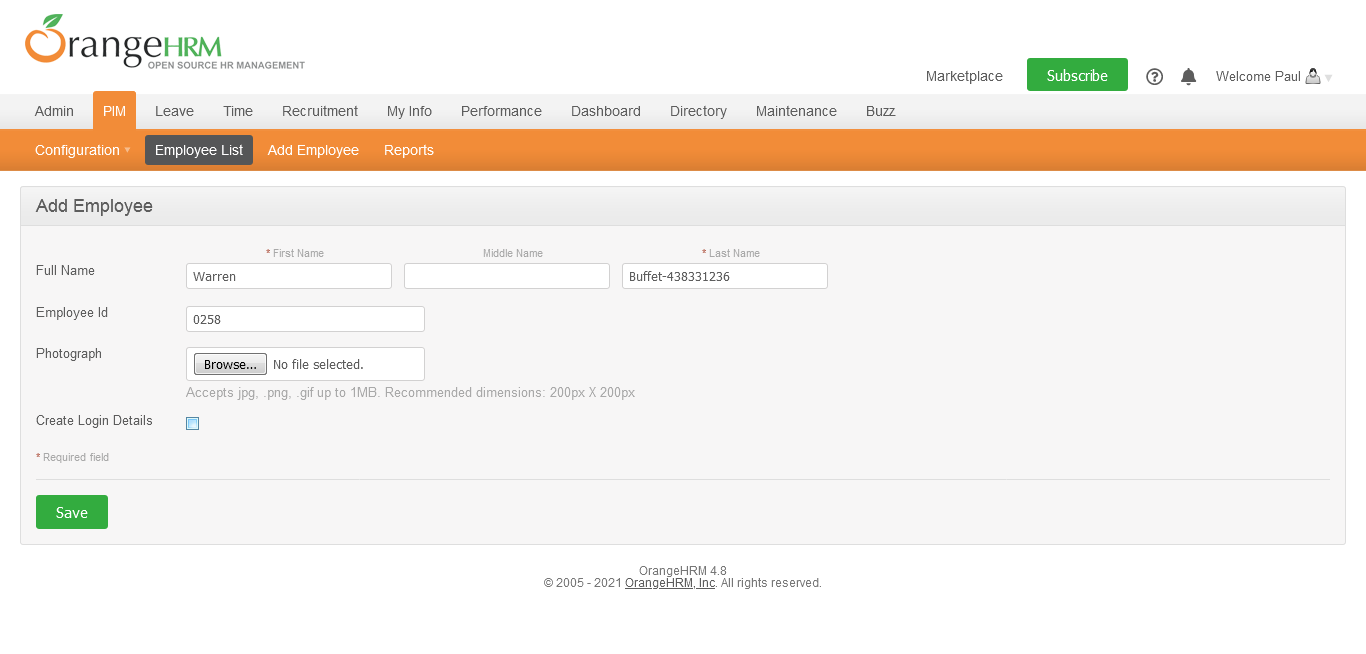 OrangeHRM
OPEN SOURCE HR MANAGEMENT
Marketplace Subscribe ? Welcome Paul
Admin PIM Leave Time Recruitment My Info Performance Dashboard Directory Maintenance Buzz
Configuration Employee List Add Employee Reports
Add Employee
* First Name Middle Name * Last Name
Full Name Warren Buffet-438331236
Employee Id 0258
Photograph Browse... No file selected.
Accepts jpg, .png, .gif up to 1MB. Recommended dimensions: 200px X 200px
Create Login Details
* Required field
Save
OrangeHRM 4.8
© 2005 - 2021 OrangeHRM, Inc. All rights reserved.